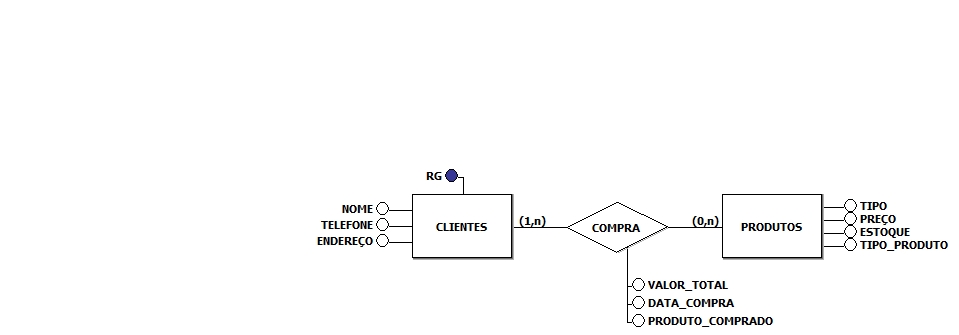 RG
NOME
TELEFONE
ENDEREÇO
CLIENTES
(1,n)
COMPRA
(0,n)
PRODUTOS
TIPO
PREÇO
ESTOQUE
TIPO_PRODUTO
VALOR_TOTAL
DATA_COMPRA
PRODUTO_COMPRADO